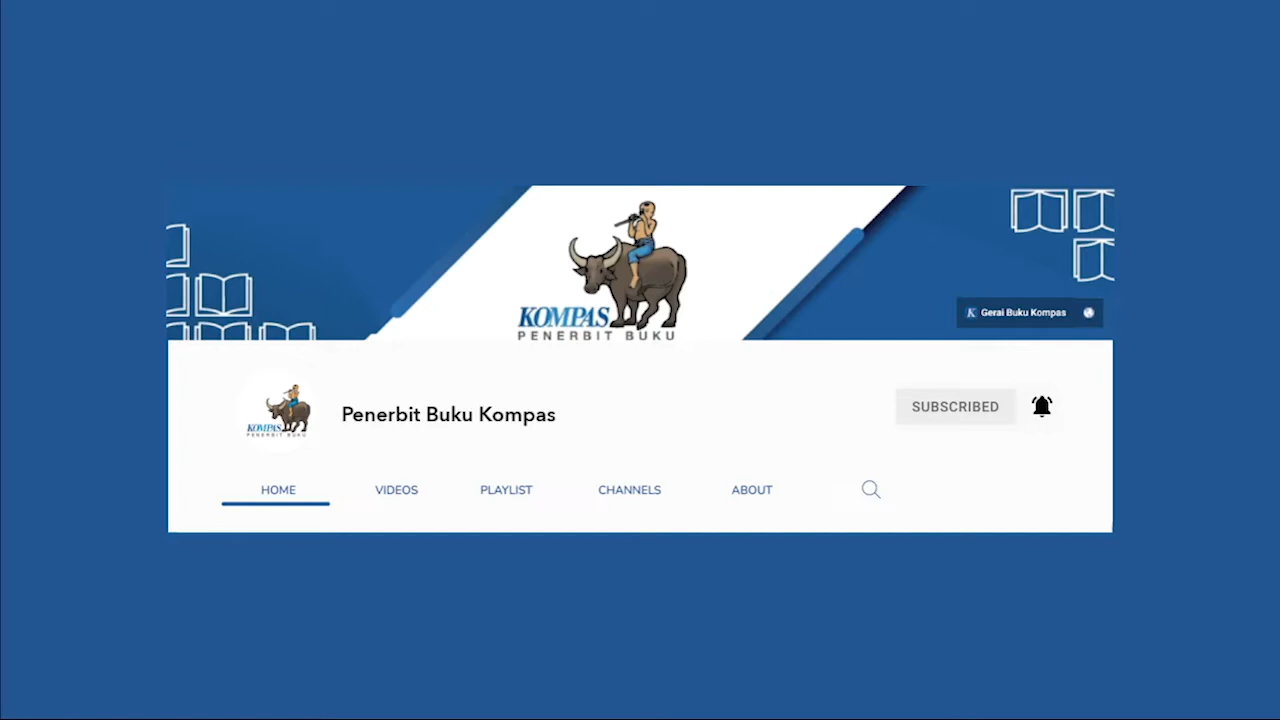 KOMPAS
PENERBIT BUKU
K Gerai Buku Kompas
KOMPAS
PENERBIT BUKU
Penerbit Buku Kompas
SUBSCRIBED
HOME VIDEOS PLAYLIST CHANNELS ABOUT